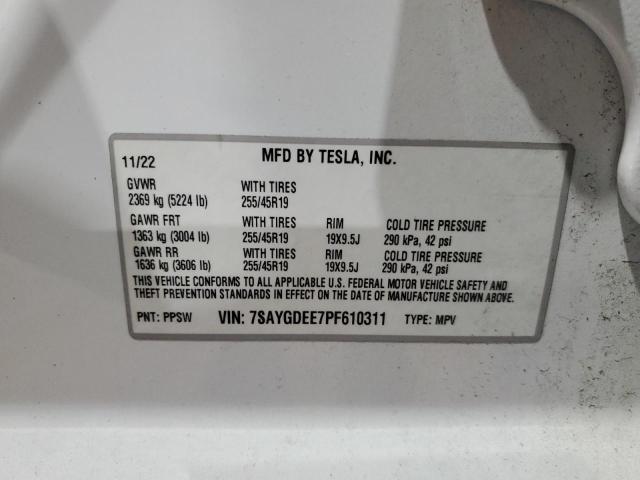 11/22 MFD BY TESLA, INC.
GVWR WITH TIRES
2369 kg (5224 lb) 255/45R19
GAWR FRT WITH TIRES RIM COLD TIRE PRESSURE
1363 kg (3004 lb) 255/45R19 19X9.5J 290 kPa, 42 psi
GAWR RR WITH TIRES RIM COLD TIRE PRESSURE
1636 kg (3606 lb) 255/45R19 19X9.5J 290 kPa, 42 psi
THIS VEHICLE CONFORMS TO ALL APPLICABLE U.S. FEDERAL MOTOR VEHICLE SAFETY AND
THEFT PREVENTION STANDARDS IN EFFECT ON THE DATE OF MANUFACTURE SHOWN ABOVE.
PNT: PPSW VIN: 7SAYGDEE7PF610311 TYPE: MPV